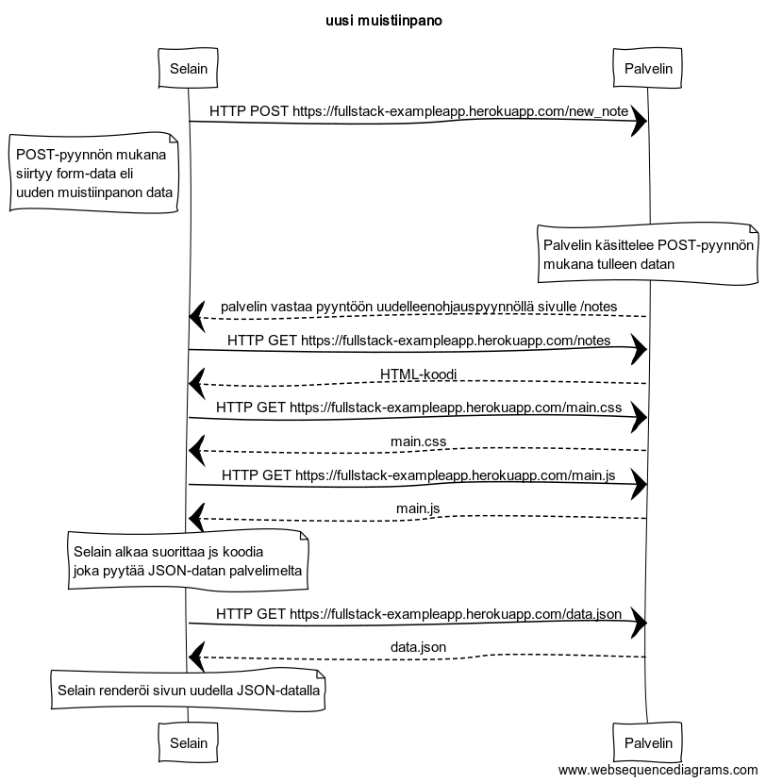 uusi muistiinpano
Selain
Palvelin
HTTP POST https://fullstack-exampleapp.herokuapp.com/new_note
POST-pyynnön mukana
siirtyy form-data eli
uuden muistiinpanon data
Palvelin käsittelee POST-pyynnön
mukana tulleen datan
palvelin vastaa pyyntöön uudelleenohjauspyynnöllä sivulle /notes
HTTP GET https://fullstack-exampleapp.herokuapp.com/notes
HTML-koodi
HTTP GET https://fullstack-exampleapp.herokuapp.com/main.css
main.css
HTTP GET https://fullstack-exampleapp.herokuapp.com/main.js
main.js
Selain alkaa suorittaa js koodia
joka pyytää JSON-datan palvelimelta
HTTP GET https://fullstack-exampleapp.herokuapp.com/data.json
data.json
Selain renderöi sivun uudella JSON-datalla
Selain
Palvelin
www.websequencediagrams.com